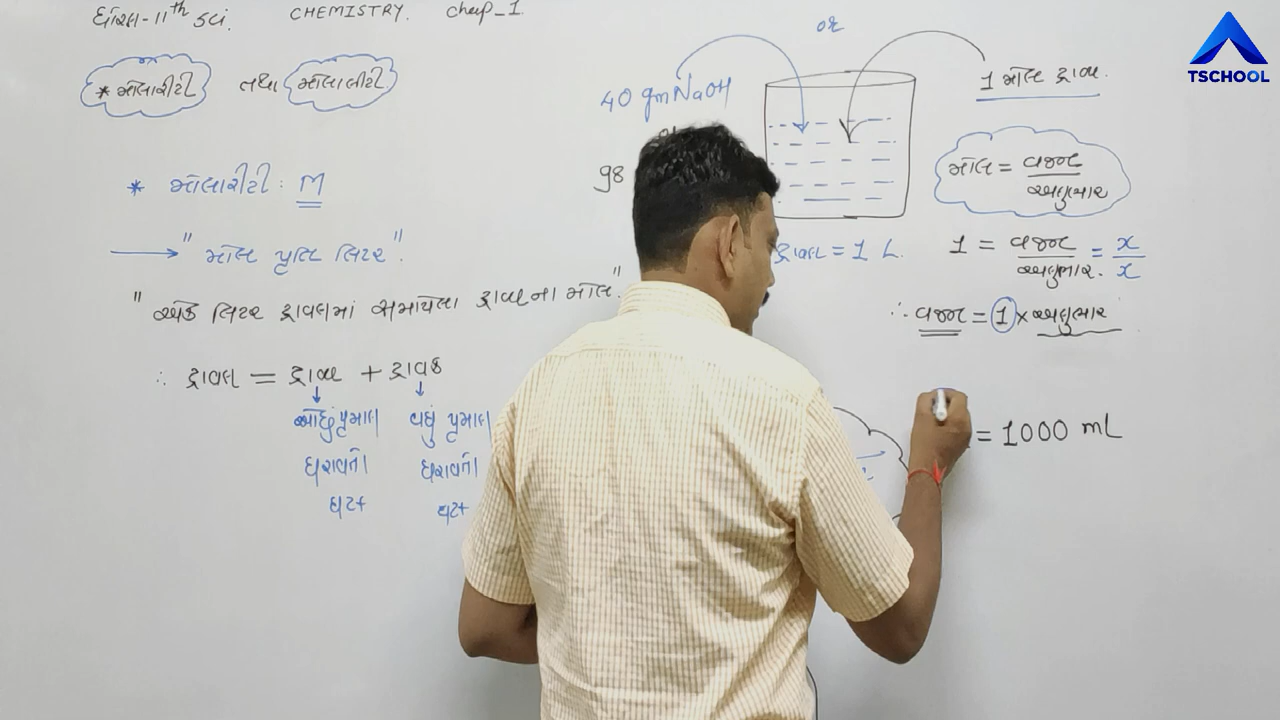 ધોરણ-11th sci.
CHEMISTRY. chap_1.
* મોલારીટી તથા મોલાલીટી
* મોલારીટી : M
→ "મોલ પ્રતિ લિટર".
"એક લિટર દ્રાવણમાં સમાયેલા દ્રાવ્યના મોલ."
∴ દ્રાવણ = દ્રાવ્ય + દ્રાવક
ઓછું પ્રમાણ વધુ પ્રમાણ
ધરાવતો ધરાવતો
ઘટક ઘટક
or
40 gm NaOH
98
1 મોલ દ્રાવ્ય.
દ્રાવણ = 1 L.
મોલ = વજન / અણુભાર
1 = વજન / અણુભાર. = x / x
∴ વજન = 1 × અણુભાર
= 1000 mL
TSCHOOL